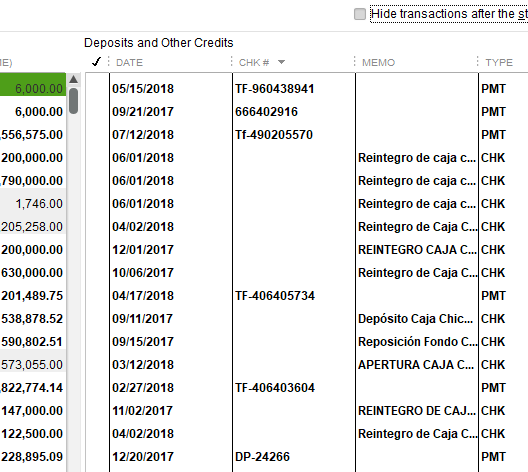 Hide transactions after the st
Deposits and Other Credits
ME) ✓ DATE CHK # MEMO TYPE
6,000.00 05/15/2018 TF-960438941 PMT
6,000.00 09/21/2017 666402916 PMT
,556,575.00 07/12/2018 Tf-490205570 PMT
200,000.00 06/01/2018 Reintegro de caja c... CHK
,790,000.00 06/01/2018 Reintegro de caja c... CHK
1,746.00 06/01/2018 Reintegro de caja c... CHK
,205,258.00 04/02/2018 Reintegro de Caja C... CHK
200,000.00 12/01/2017 REINTEGRO CAJA C... CHK
630,000.00 10/06/2017 Reintegro de Caja C... CHK
201,489.75 04/17/2018 TF-406405734 PMT
538,878.52 09/11/2017 Depósito Caja Chic... CHK
590,802.51 09/15/2017 Reposición Fondo C... CHK
573,055.00 03/12/2018 APERTURA CAJA C... CHK
,822,774.14 02/27/2018 TF-406403604 PMT
147,000.00 11/02/2017 REINTEGRO DE CAJ... CHK
122,500.00 04/02/2018 Reintegro de Caja C... CHK
228,895.09 12/20/2017 DP-24266 PMT